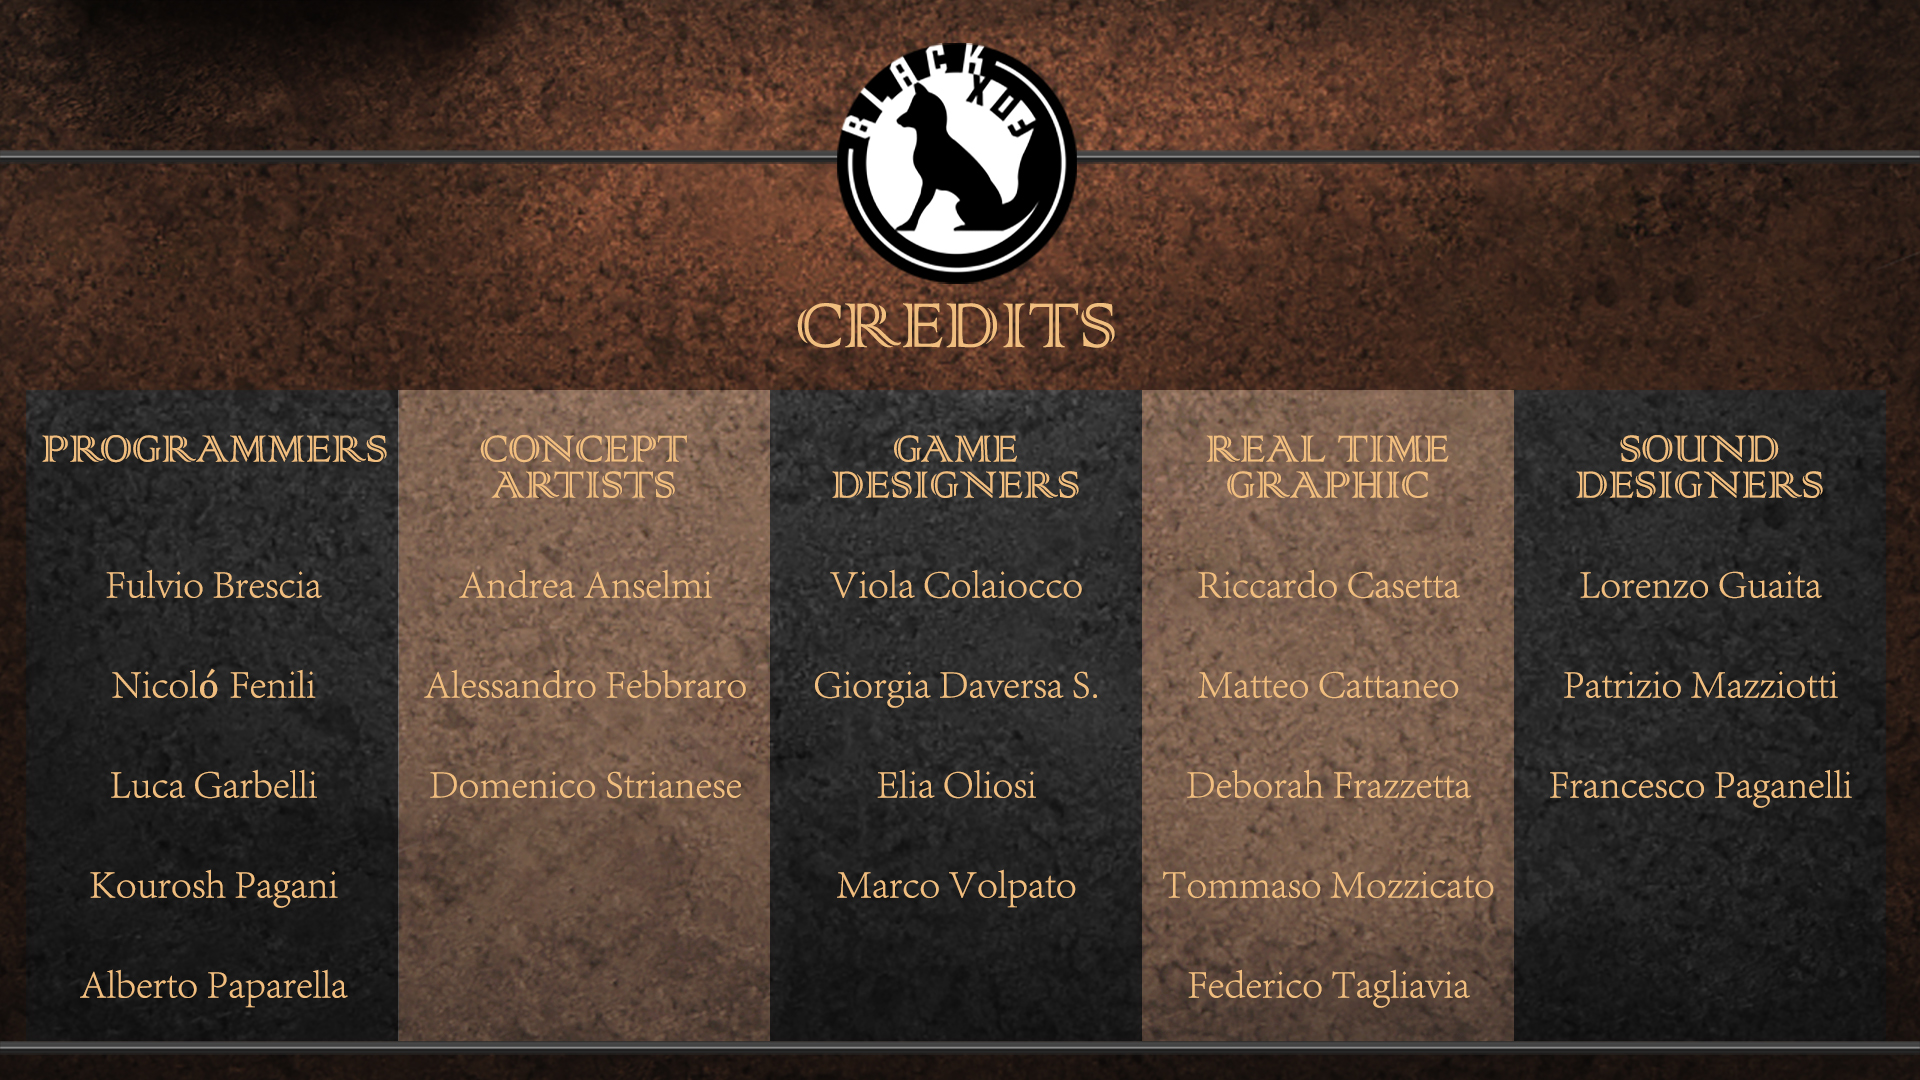 BLACK
XUE
CREDITS
PROGRAMMERS
Fulvio Brescia
Nicoló Fenili
Luca Garbelli
Kourosh Pagani
Alberto Paparella
CONCEPT
ARTISTS
Andrea Anselmi
Alessandro Febbraro
Domenico Strianese
GAME
DESIGNERS
Viola Colaiocco
Giorgia Daversa S.
Elia Oliosi
Marco Volpato
REAL TIME
GRAPHIC
Riccardo Casetta
Matteo Cattaneo
Deborah Frazzetta
Tommaso Mozzicato
Federico Tagliavia
SOUND
DESIGNERS
Lorenzo Guaita
Patrizio Mazziotti
Francesco Paganelli